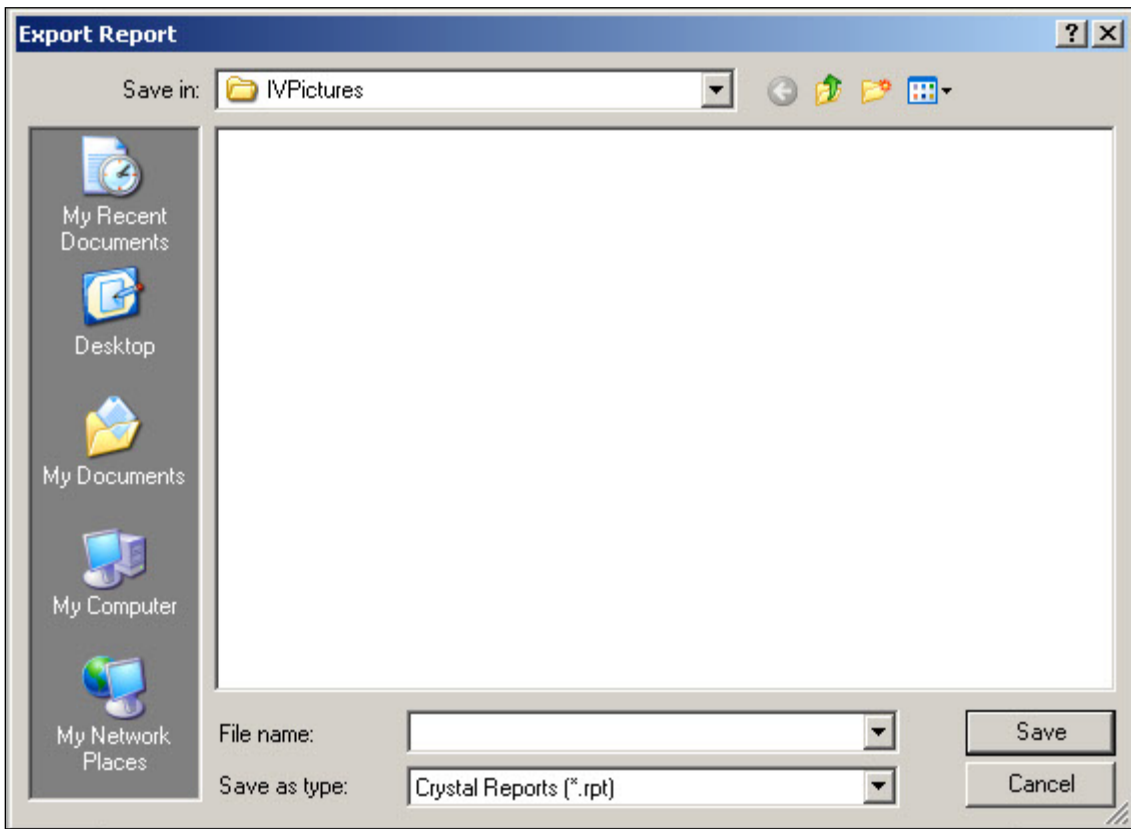 Export Report
Save in:
IVPictures
My Recent
Documents
Desktop
My Documents
My Computer
My Network
Places
File name:
Save
Save as type:
Crystal Reports (*.rpt)
Cancel